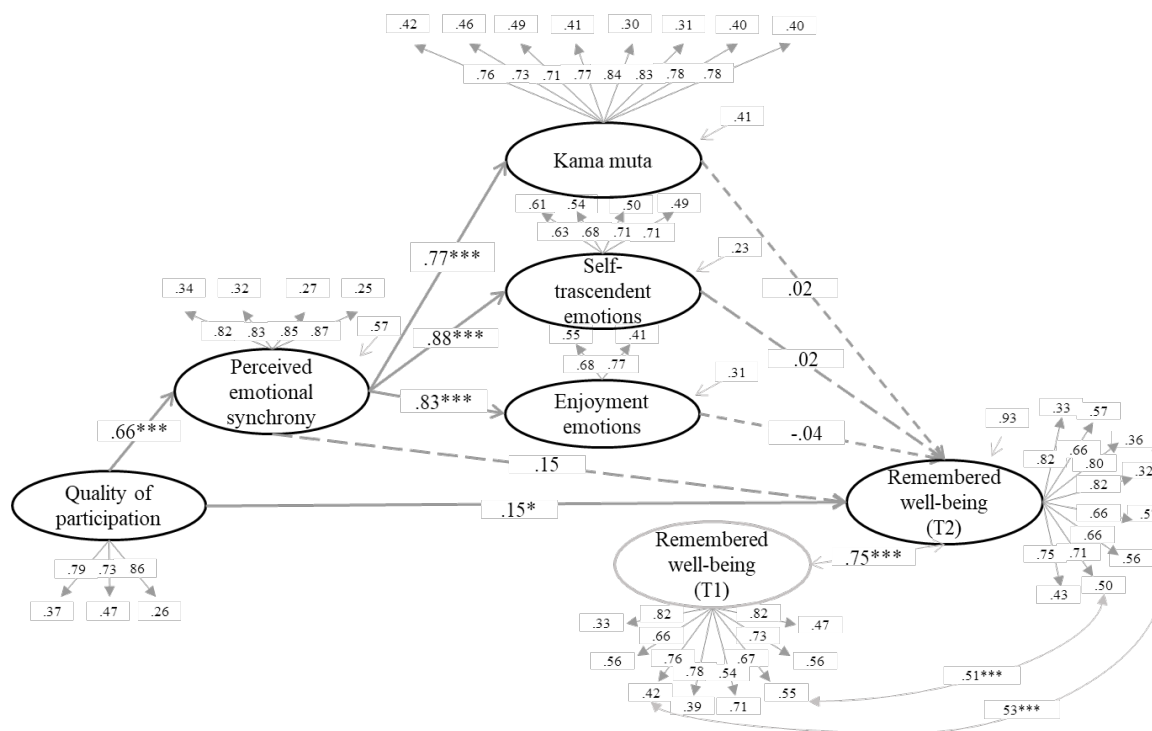 .42 .46 .49 .41 .30 .31 .40 .40
.76 .73 .71 .77 .84 .83 .78 .78
.41
Kama muta
.61 .54 .50 .49
.63 .68 .71 .71
.23
Self-
trascendent
emotions
.77***
.02
.34 .32 .27 .25
.82 .83 .85 .87
.57
.88***
.02
.55 .41
.68 .77
.31
Perceived
emotional
synchrony
.83***
Enjoyment
emotions
-.04
.66***
.15
.93
.33 .57
.82 .66 .80 .36
.82 .32
.66
.66 .56
.75 .71
.43 .50
Remembered
well-being
(T2)
Quality of
participation
.15*
.79 .73 86
.37 .47 .26
Remembered
well-being
(T1)
.75***
.82 .82
.33 .47
.66 .73
.56 .56
.76 .67
.78 .54
.42 .55
.39 .71
.51***
53***